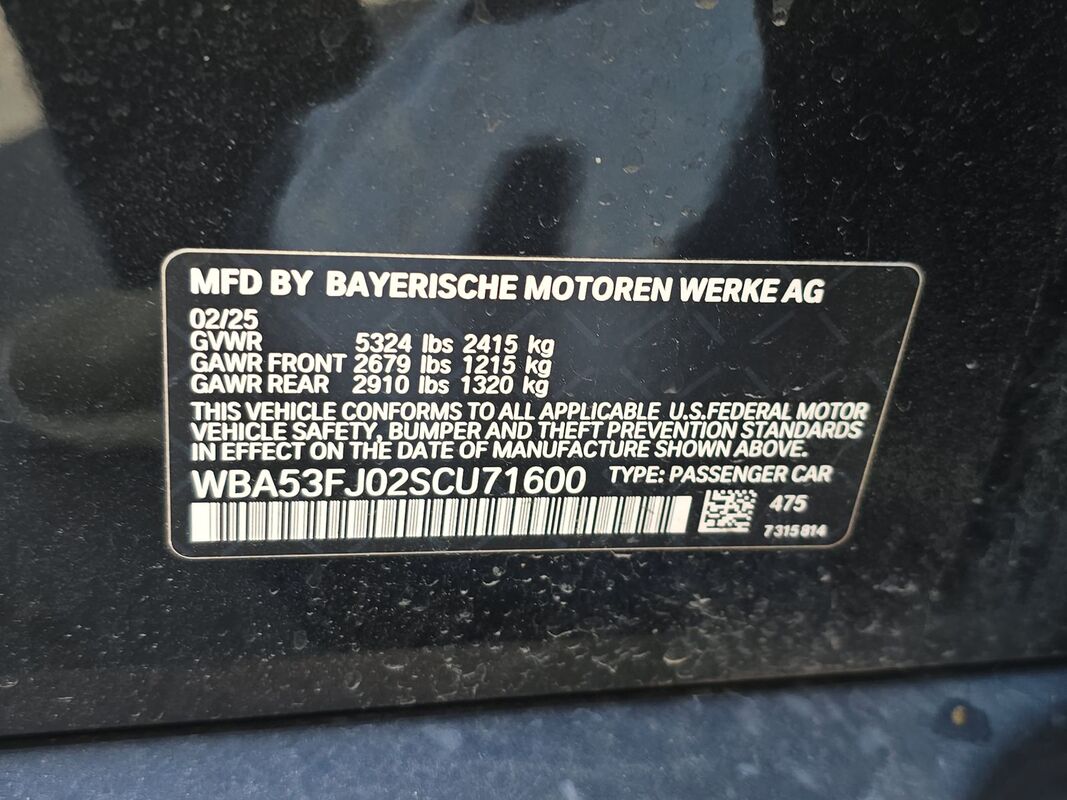 MFD BY BAYERISCHE MOTOREN WERKE AG
02/25
GVWR 5324 lbs 2415 kg
GAWR FRONT 2679 lbs 1215 kg
GAWR REAR 2910 lbs 1320 kg
THIS VEHICLE CONFORMS TO ALL APPLICABLE U.S.FEDERAL MOTOR
VEHICLE SAFETY, BUMPER AND THEFT PREVENTION STANDARDS
IN EFFECT ON THE DATE OF MANUFACTURE SHOWN ABOVE.
WBA53FJ02SCU71600 TYPE: PASSENGER CAR
475
7315814